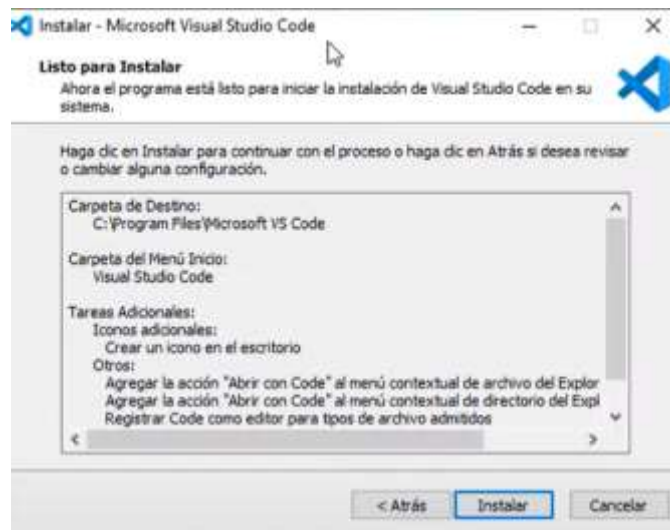 Instalar - Microsoft Visual Studio Code
Listo para Instalar
Ahora el programa está listo para iniciar la instalación de Visual Studio Code en su
sistema.
Haga clic en Instalar para continuar con el proceso o haga clic en Atrás si desea revisar
o cambiar alguna configuración.
Carpeta de Destino:
C:\Program Files\Microsoft VS Code
Carpeta del Menú Inicio:
Visual Studio Code
Tareas Adicionales:
Iconos adicionales:
Crear un icono en el escritorio
Otros:
Agregar la acción "Abrir con Code" al menú contextual de archivo del Explor
Agregar la acción "Abrir con Code" al menú contextual de directorio del Expl
Registrar Code como editor para tipos de archivo admitidos
< Atrás Instalar Cancelar